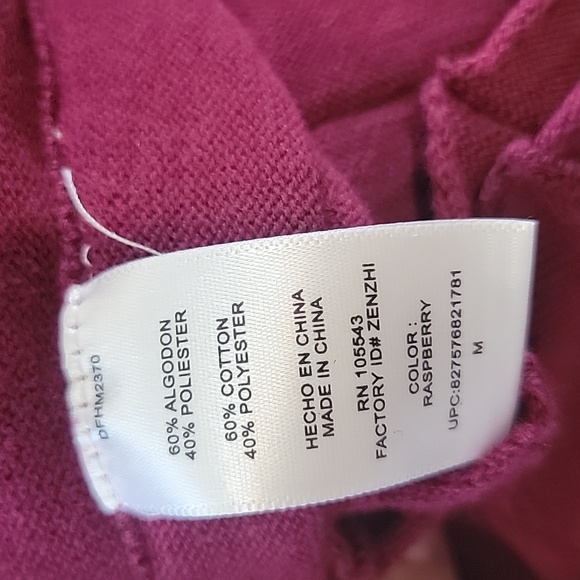 DFHM2370
60% ALGODON
40% POLIESTER
60% COTTON
40% POLYESTER
HECHO EN CHINA
MADE IN CHINA
RN 105543
FACTORY ID# ZENZHI
COLOR :
RASPBERRY
UPC:827576821781
M